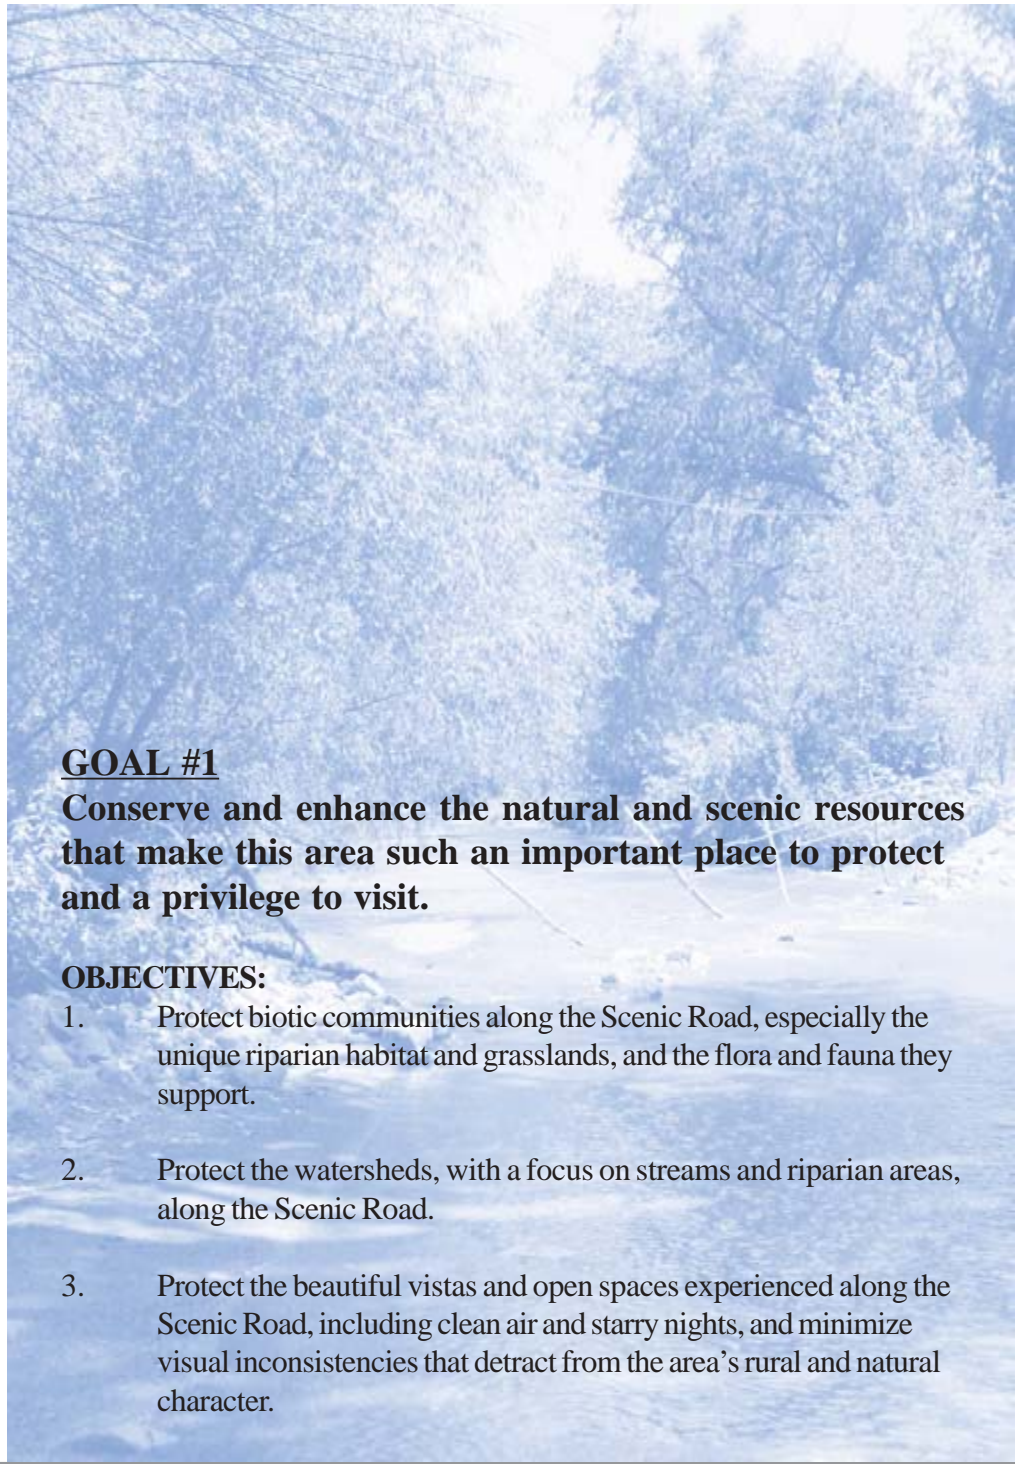 GOAL #1
Conserve and enhance the natural and scenic resources
that make this area such an important place to protect
and a privilege to visit.
OBJECTIVES:
1. Protect biotic communities along the Scenic Road, especially the
unique riparian habitat and grasslands, and the flora and fauna they
support.
2. Protect the watersheds, with a focus on streams and riparian areas,
along the Scenic Road.
3. Protect the beautiful vistas and open spaces experienced along the
Scenic Road, including clean air and starry nights, and minimize
visual inconsistencies that detract from the area’s rural and natural
character.